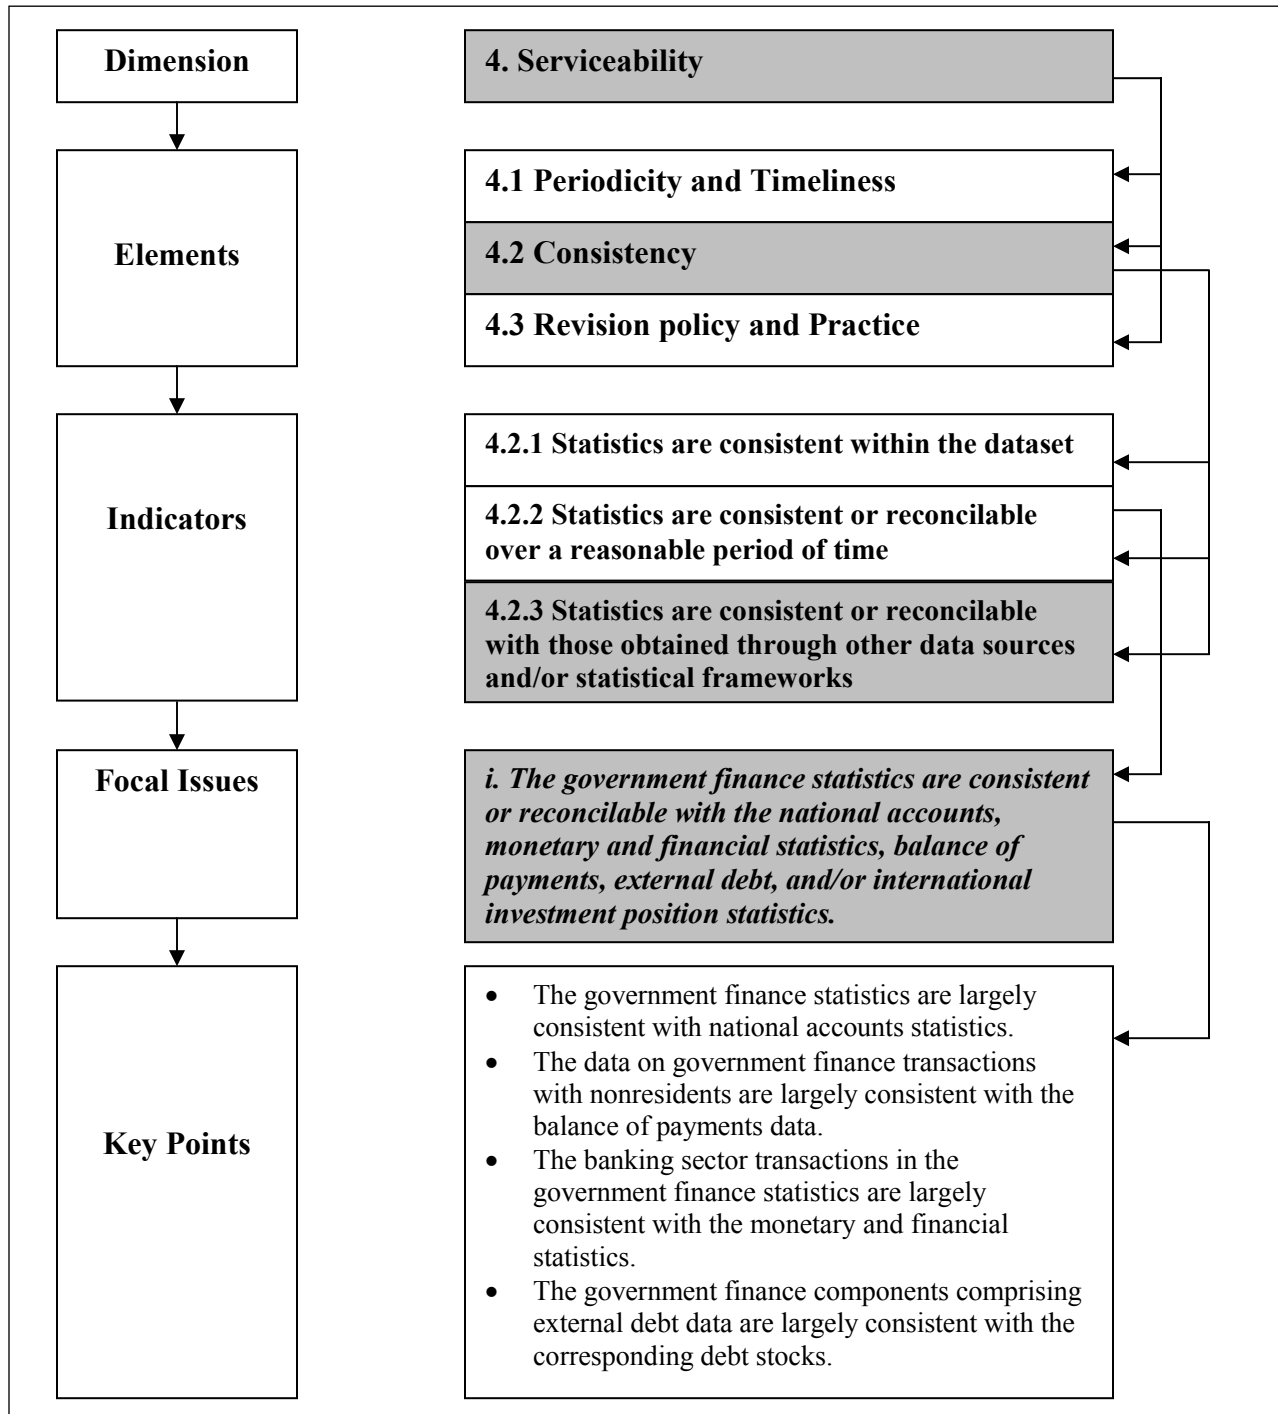 Dimension
4. Serviceability
Elements
4.1 Periodicity and Timeliness
4.2 Consistency
4.3 Revision policy and Practice
Indicators
4.2.1 Statistics are consistent within the dataset
4.2.2 Statistics are consistent or reconcilable
over a reasonable period of time
4.2.3 Statistics are consistent or reconcilable
with those obtained through other data sources
and/or statistical frameworks
Focal Issues
i. The government finance statistics are consistent
or reconcilable with the national accounts,
monetary and financial statistics, balance of
payments, external debt, and/or international
investment position statistics.
Key Points
• The government finance statistics are largely
consistent with national accounts statistics.
• The data on government finance transactions
with nonresidents are largely consistent with the
balance of payments data.
• The banking sector transactions in the
government finance statistics are largely
consistent with the monetary and financial
statistics.
• The government finance components comprising
external debt data are largely consistent with the
corresponding debt stocks.